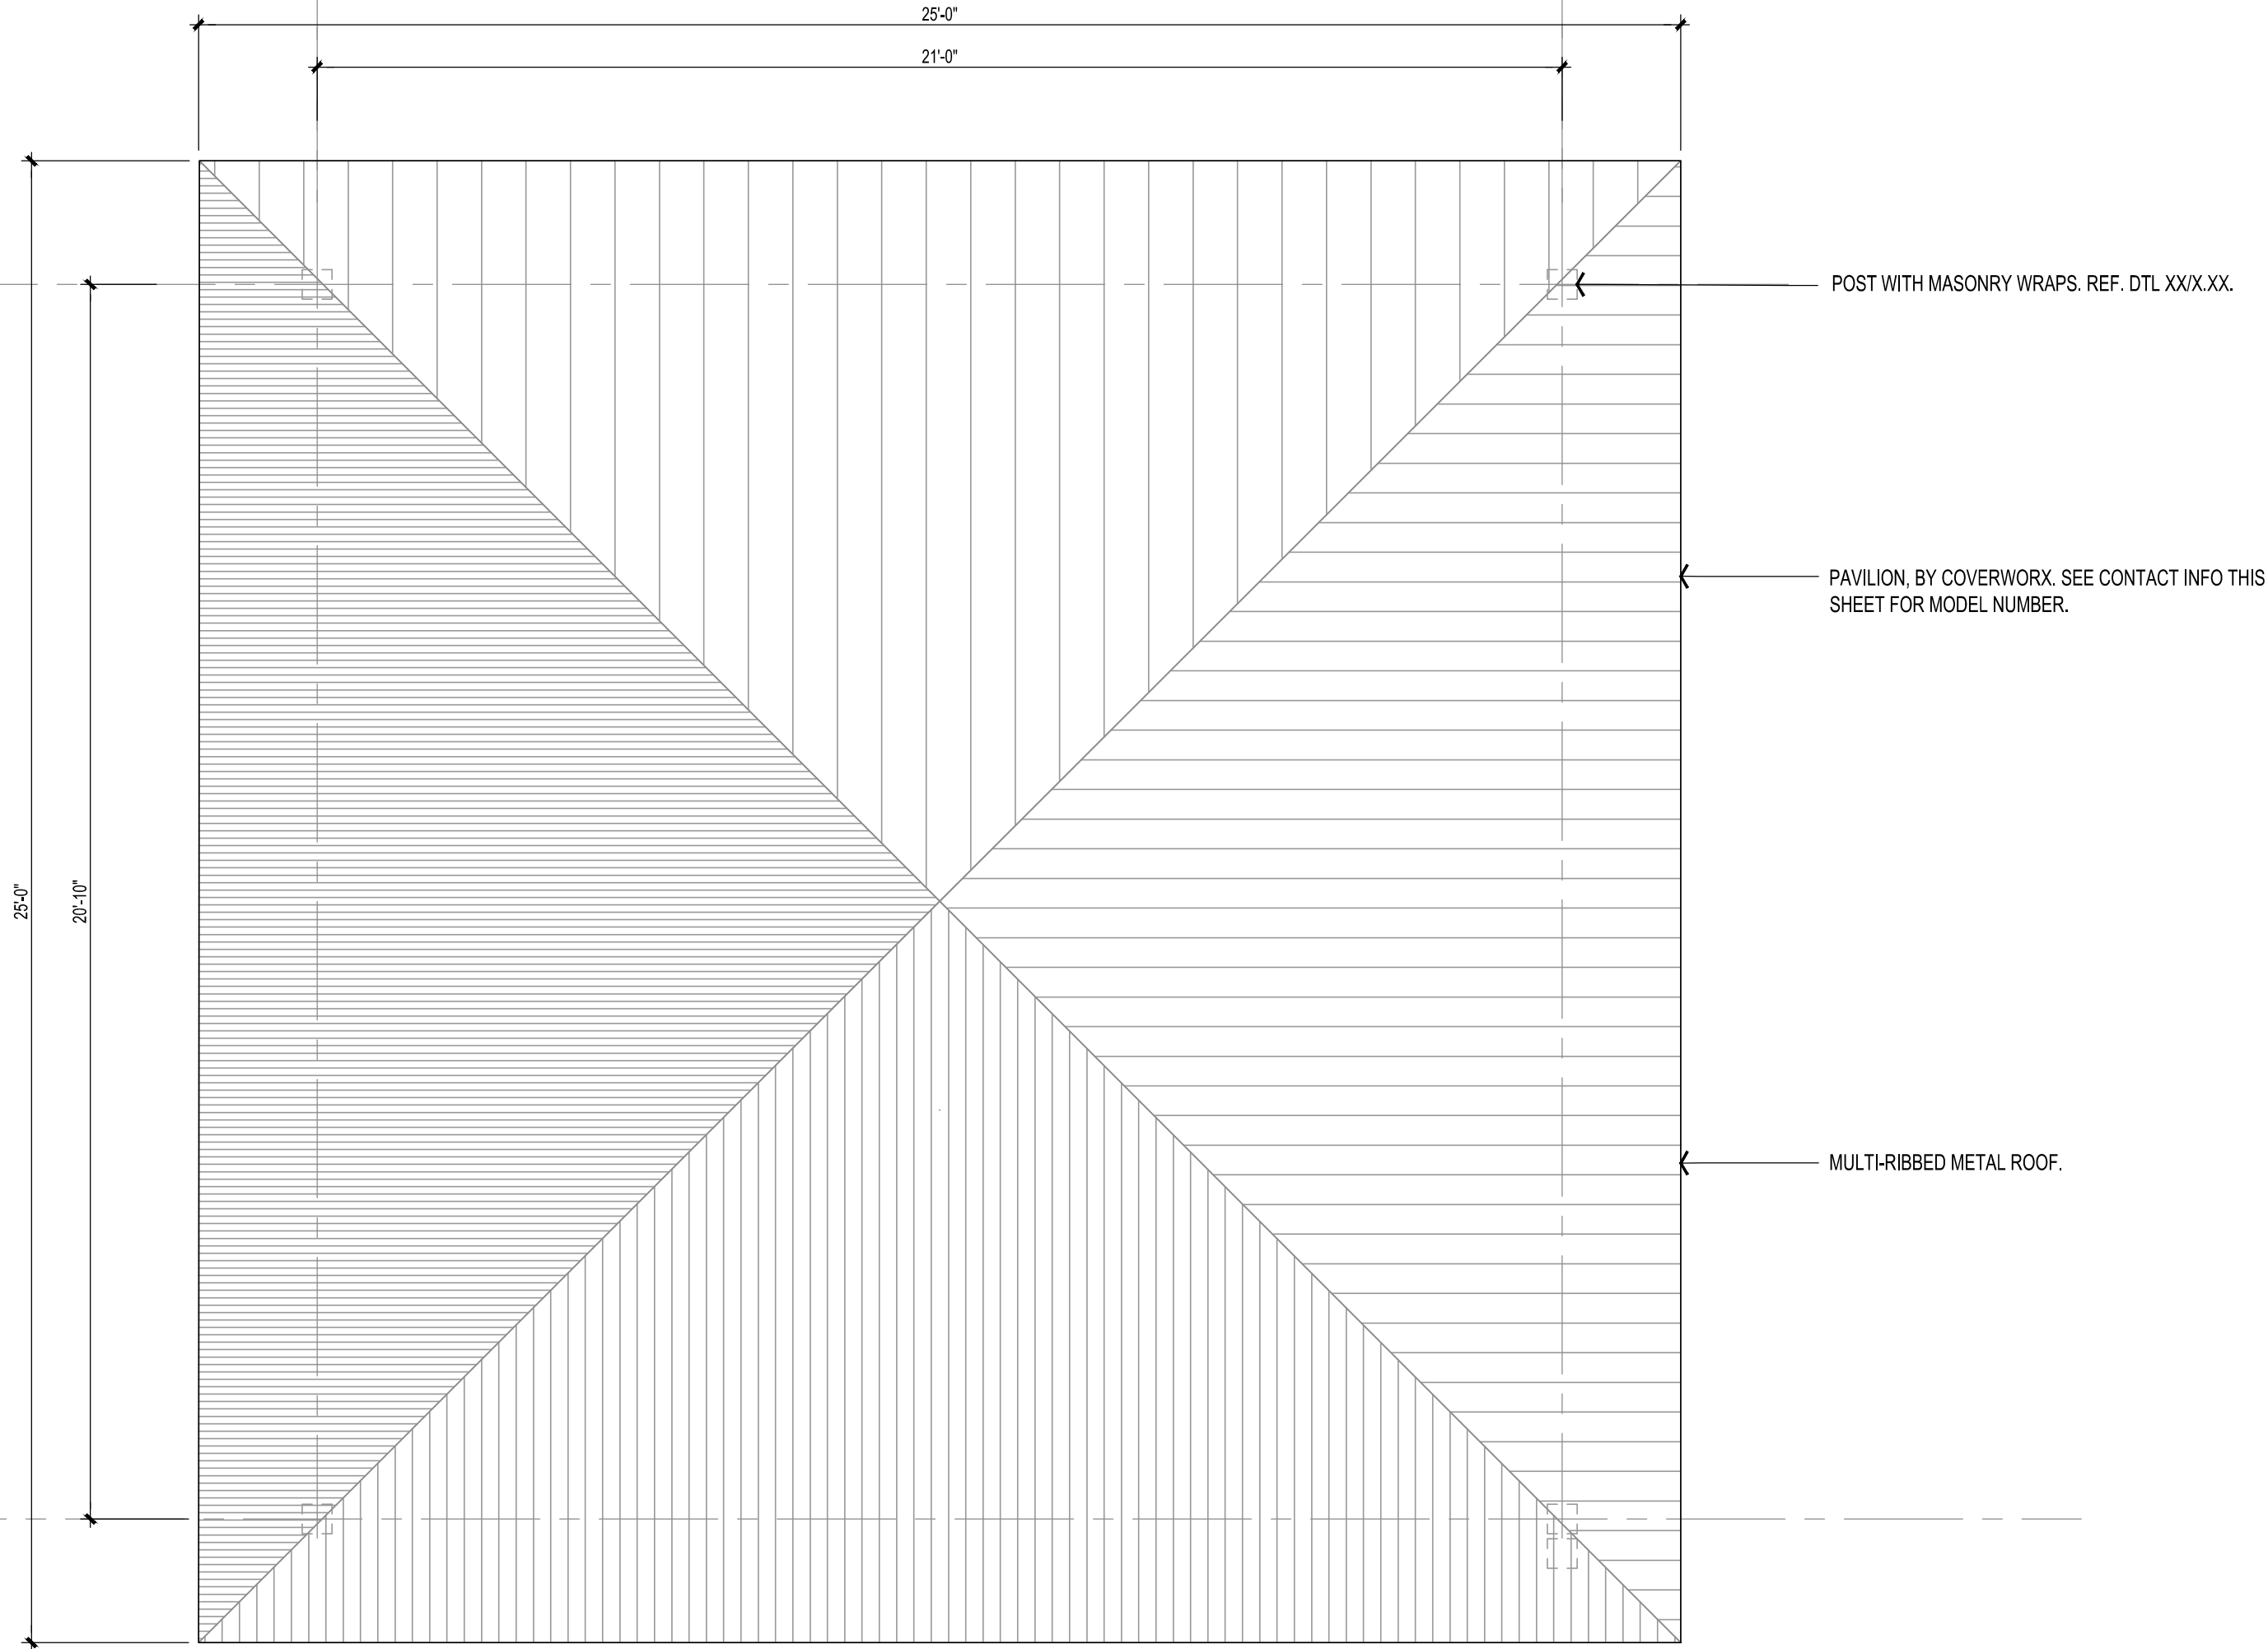 25'-0"
21'-0"
POST WITH MASONRY WRAPS. REF. DTL XX/X.XX.
PAVILION, BY COVERWORX. SEE CONTACT INFO THIS
SHEET FOR MODEL NUMBER.
25'-0"
20'-10"
MULTI-RIBBED METAL ROOF.